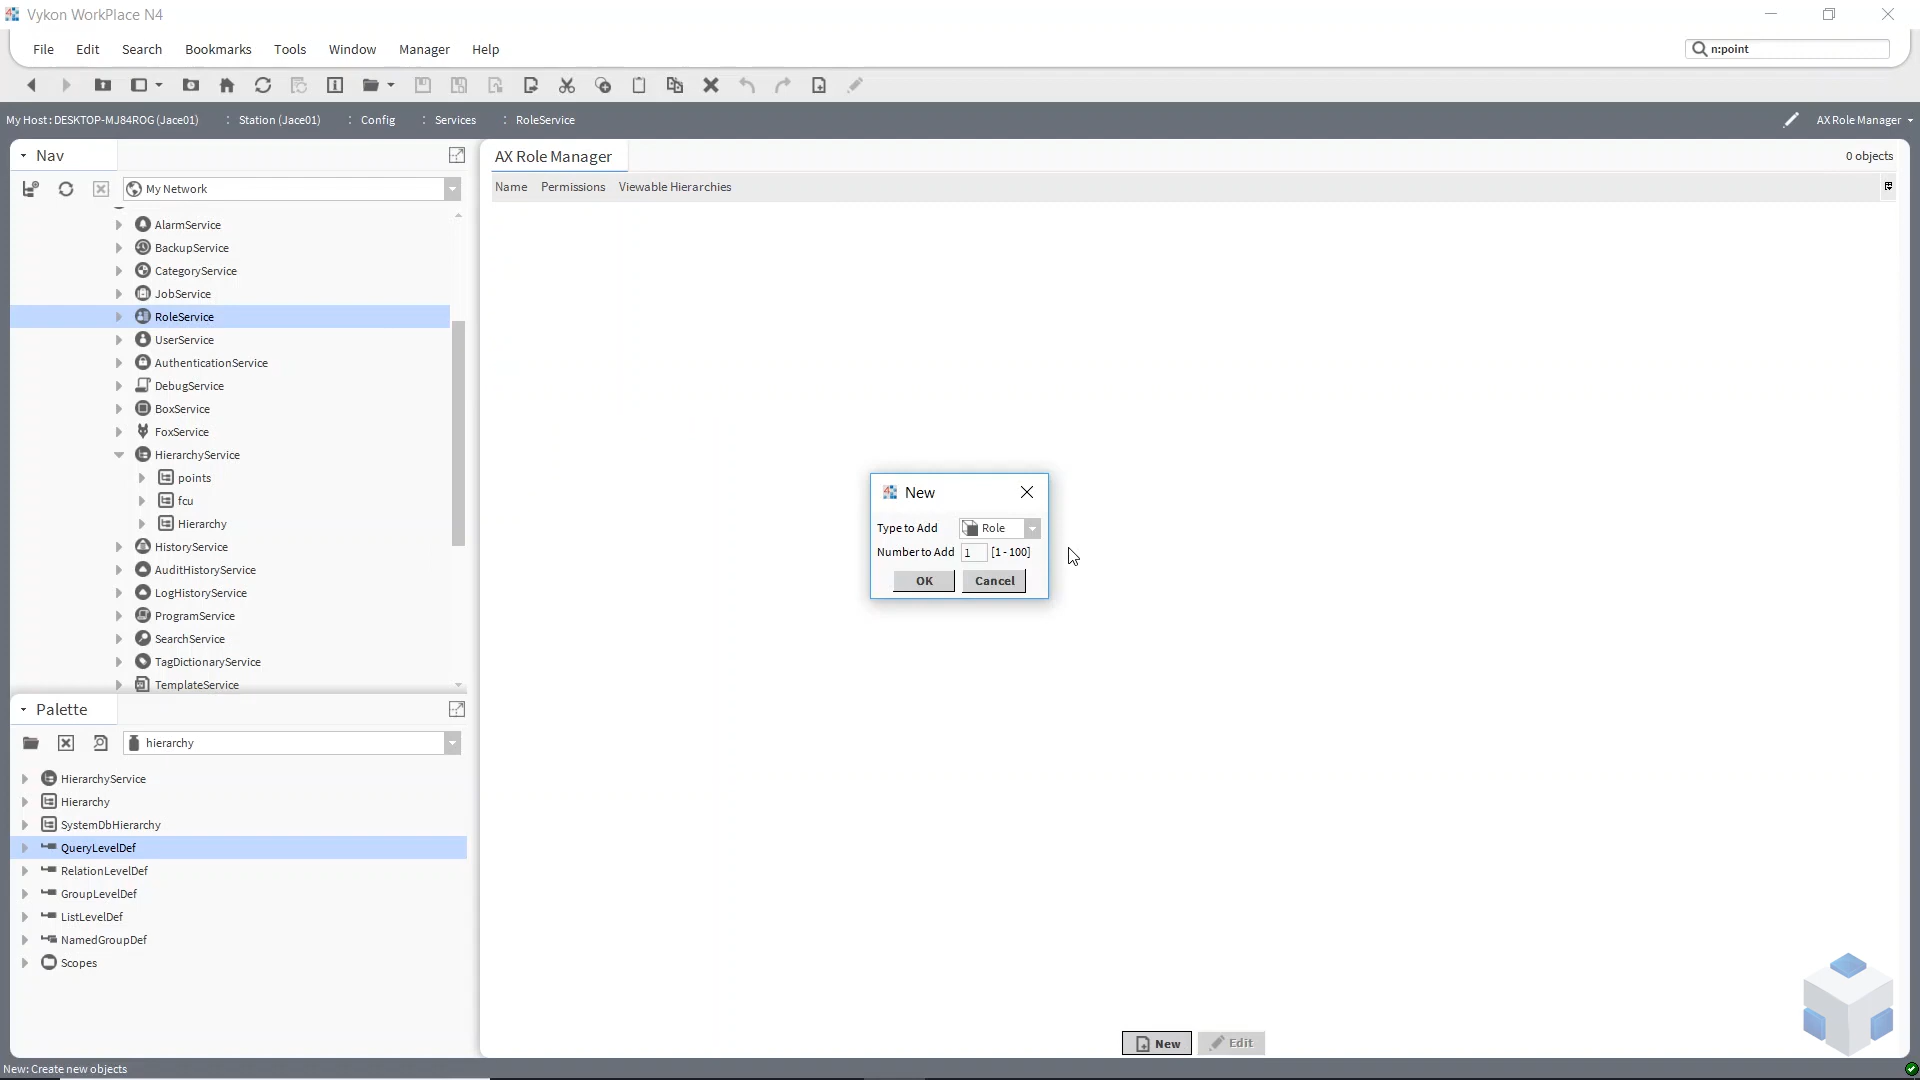 Vykon WorkPlace N4
File Edit Search Bookmarks Tools Window Manager Help
n:point
My Host : DESKTOP-MJ84ROG (Jace01) : Station (Jace01) : Config : Services : RoleService
AX Role Manager
Nav
My Network
AlarmService
BackupService
CategoryService
JobService
RoleService
UserService
AuthenticationService
DebugService
BoxService
FoxService
HierarchyService
points
fcu
Hierarchy
HistoryService
AuditHistoryService
LogHistoryService
ProgramService
SearchService
TagDictionaryService
TemplateService
Palette
hierarchy
HierarchyService
Hierarchy
SystemDbHierarchy
QueryLevelDef
RelationLevelDef
GroupLevelDef
ListLevelDef
NamedGroupDef
Scopes
AX Role Manager
0 objects
Name Permissions Viewable Hierarchies
New
Type to Add Role
Number to Add 1 [1 - 100]
OK Cancel
New Edit
New: Create new objects